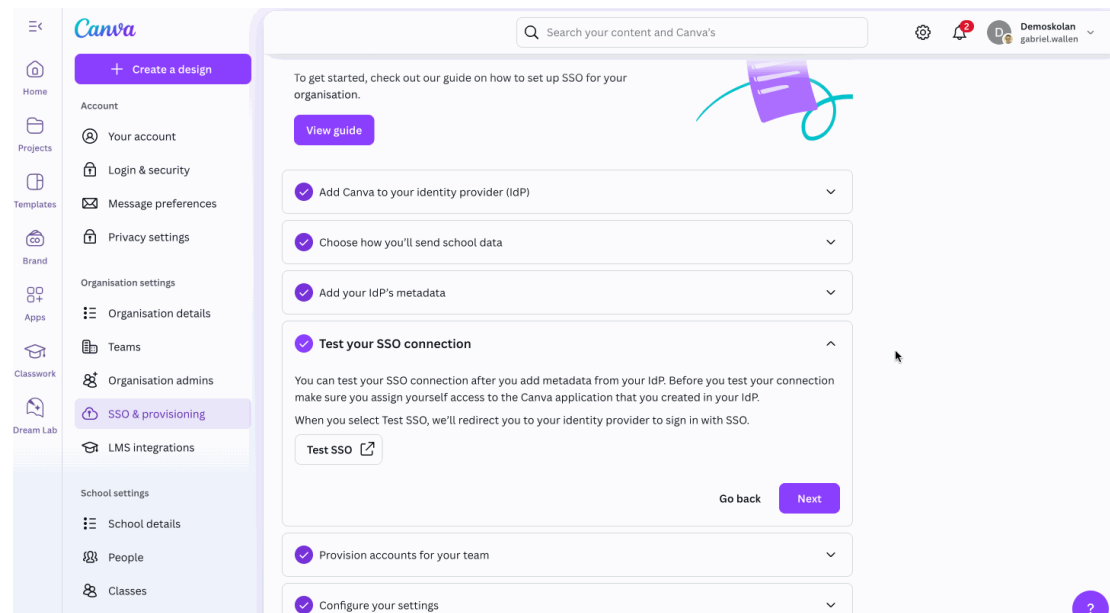 Canva
Search your content and Canva's
2
D
Demoskolan
gabriel.wallen
Home
Projects
Templates
CO
Brand
Apps
Classwork
Dream Lab
+ Create a design
Account
Your account
Login & security
Message preferences
Privacy settings
Organisation settings
Organisation details
Teams
Organisation admins
SSO & provisioning
LMS integrations
School settings
School details
People
Classes
To get started, check out our guide on how to set up SSO for your
organisation.
View guide
Add Canva to your identity provider (IdP)
Choose how you'll send school data
Add your IdP's metadata
Test your SSO connection
You can test your SSO connection after you add metadata from your IdP. Before you test your connection
make sure you assign yourself access to the Canva application that you created in your IdP.
When you select Test SSO, we'll redirect you to your identity provider to sign in with SSO.
Test SSO
Go back
Next
Provision accounts for your team
Configure your settings
?